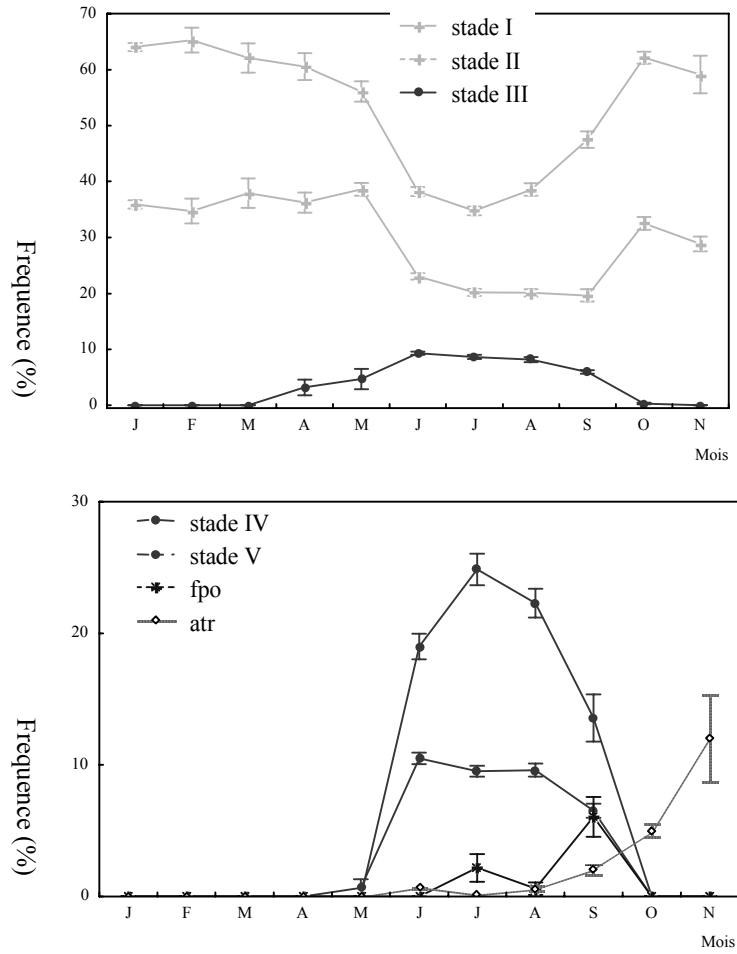 70
60
50
40
30
20
10
0
stade I
stade II
stade III
Frequence (%)
J F M A M J J A S O N
Mois
30
20
10
0
stade IV
stade V
fpo
atr
Frequence (%)
J F M A M J J A S O N
Mois